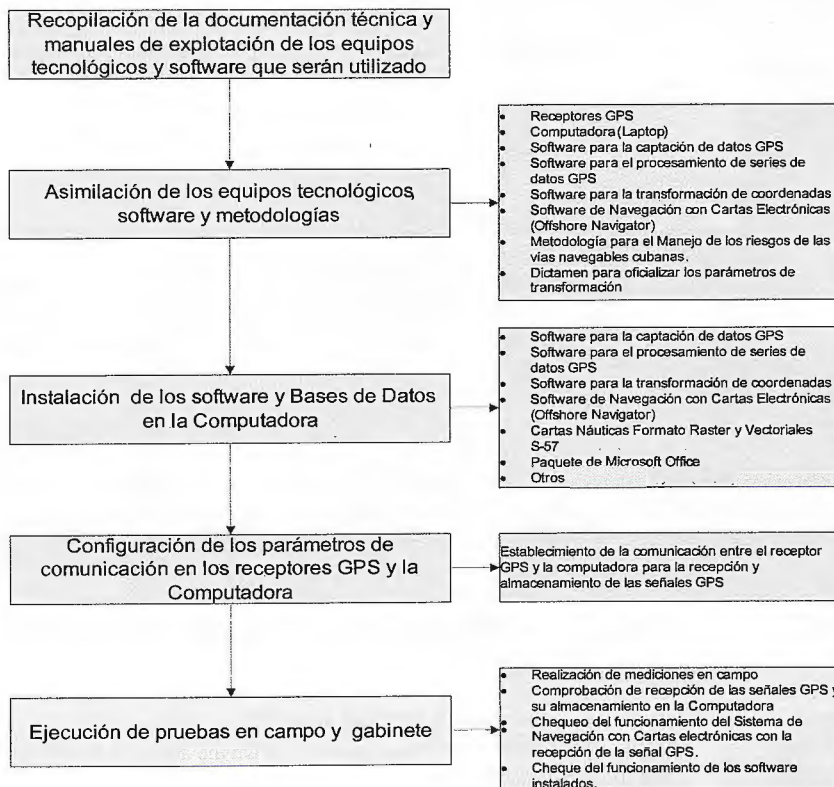 Recopilación de la documentación técnica y
manuales de explotación de los equipos
tecnológicos y software que serán utilizado
Asimilación de los equipos tecnológicos,
software y metodologías
• Receptores GPS
• Computadora (Laptop)
• Software para la captación de datos GPS
• Software para el procesamiento de series de
datos GPS
• Software para la transformación de coordenadas
• Software de Navegación con Cartas Electrónicas
(Offshore Navigator)
• Metodología para el Manejo de los riesgos de las
vías navegables cubanas.
• Dictamen para oficializar los parámetros de
transformación
Instalación de los software y Bases de Datos
en la Computadora
• Software para la captación de datos GPS
• Software para el procesamiento de series de
datos GPS
• Software para la transformación de coordenadas
• Software de Navegación con Cartas Electrónicas
(Offshore Navigator)
• Cartas Náuticas Formato Raster y Vectoriales
S-57
• Paquete de Microsoft Office
• Otros
Configuración de los parámetros de
comunicación en los receptores GPS y la
Computadora
Establecimiento de la comunicación entre el receptor
GPS y la computadora para la recepción y
almacenamiento de las señales GPS
Ejecución de pruebas en campo y gabinete
• Realización de mediciones en campo
• Comprobación de recepción de las señales GPS y
su almacenamiento en la Computadora
• Chequeo del funcionamiento del Sistema de
Navegación con Cartas electrónicas con la
recepción de la señal GPS.
• Cheque del funcionamiento de los software
instalados.